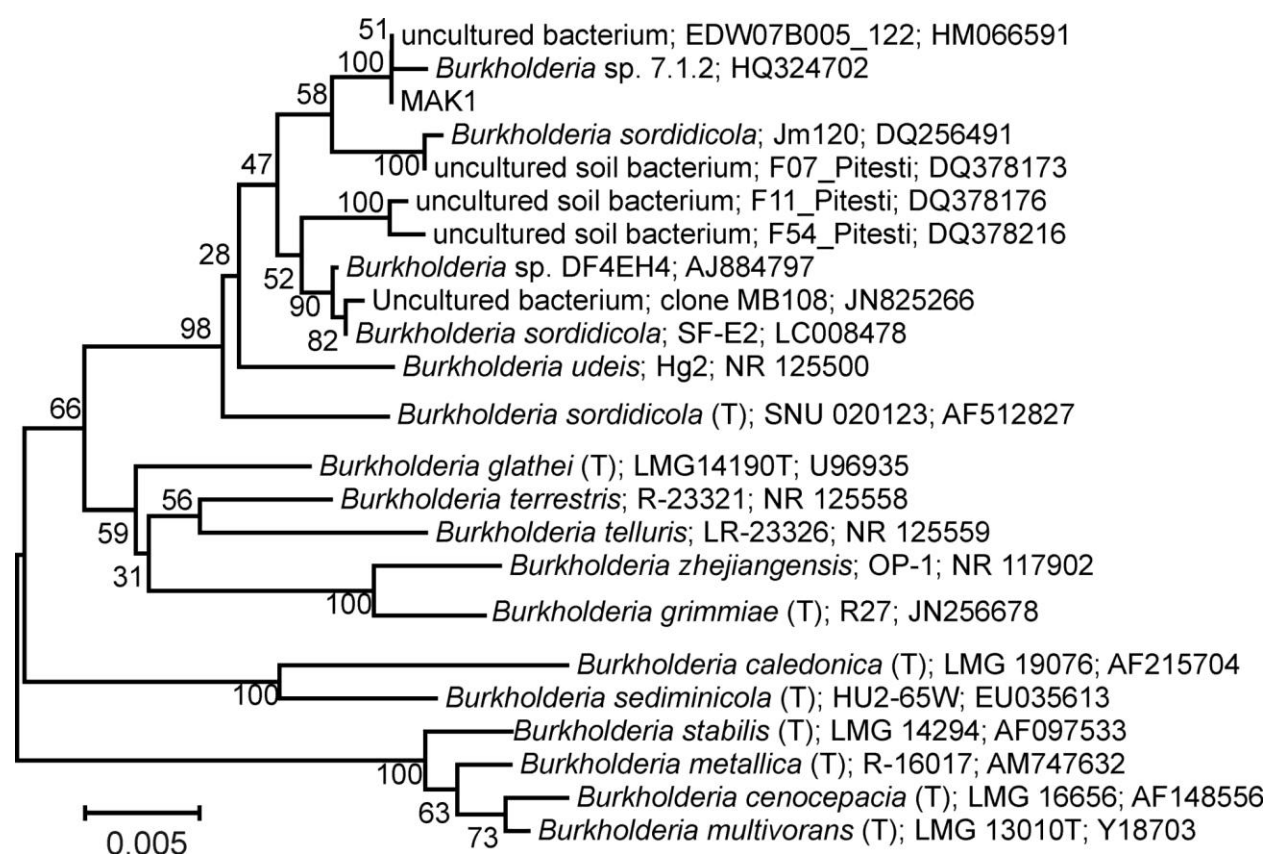 51
uncultured bacterium; EDW07B005_122; HM066591
100
Burkholderia sp. 7.1.2; HQ324702
58
MAK1
Burkholderia sordidicola; Jm120; DQ256491
47
100
uncultured soil bacterium; F07_Pitesti; DQ378173
100
uncultured soil bacterium; F11_Pitesti; DQ378176
uncultured soil bacterium; F54_Pitesti; DQ378216
28
52
Burkholderia sp. DF4EH4; AJ884797
90
Uncultured bacterium; clone MB108; JN825266
98
82
Burkholderia sordidicola; SF-E2; LC008478
Burkholderia udeis; Hg2; NR 125500
66
Burkholderia sordidicola (T); SNU 020123; AF512827
Burkholderia glathei (T); LMG14190T; U96935
56
Burkholderia terrestris; R-23321; NR 125558
59
Burkholderia telluris; LR-23326; NR 125559
31
Burkholderia zhejiangensis; OP-1; NR 117902
100
Burkholderia grimmiae (T); R27; JN256678
Burkholderia caledonica (T); LMG 19076; AF215704
100
Burkholderia sediminicola (T); HU2-65W; EU035613
Burkholderia stabilis (T); LMG 14294; AF097533
100
Burkholderia metallica (T); R-16017; AM747632
Burkholderia cenocepacia (T); LMG 16656; AF148556
63
73
Burkholderia multivorans (T); LMG 13010T; Y18703
0.005